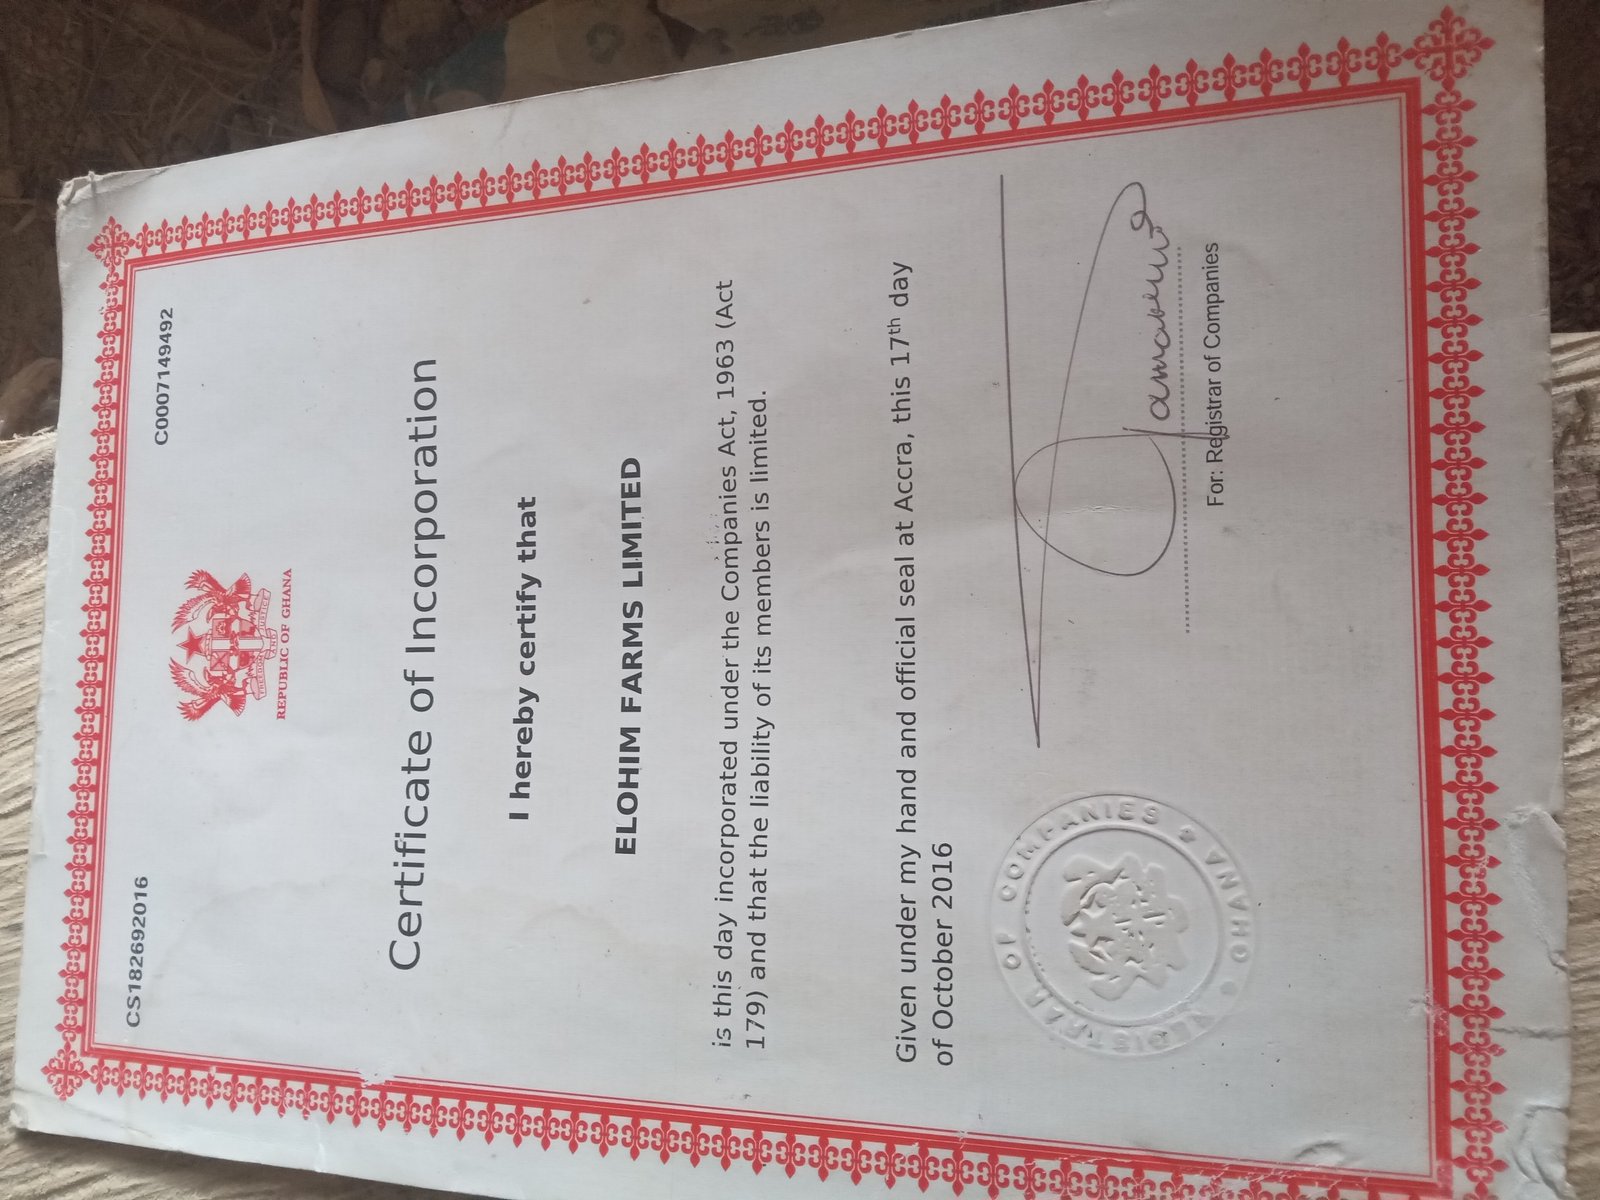 CS182692016
C0007149492
FREEDOM AND JUSTICE
REPUBLIC OF GHANA
Certificate of Incorporation
I hereby certify that
ELOHIM FARMS LIMITED
is this day incorporated under the Companies Act, 1963 (Act
179) and that the liability of its members is limited.
Given under my hand and official seal at Accra, this 17th day
of October 2016
For: Registrar of Companies
REGISTRAR OF COMPANIES
GHANA